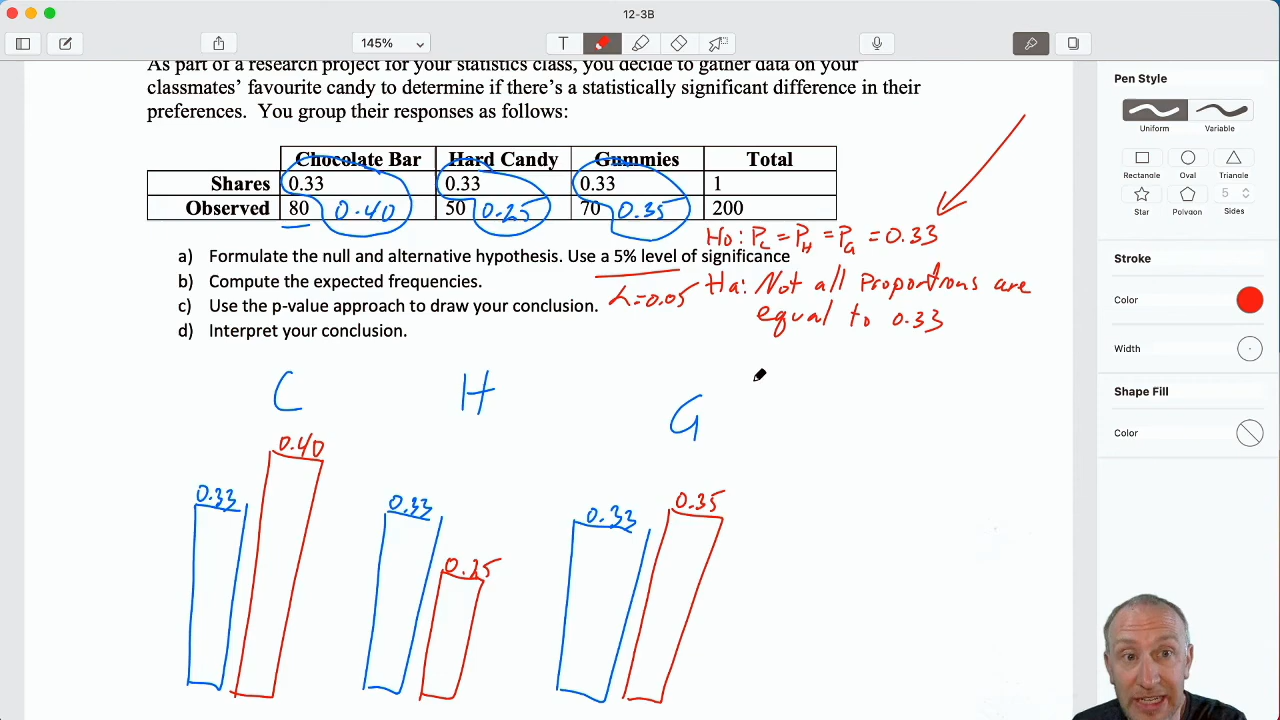 12-3B
145%
T
As part of a research project for your statistics class, you decide to gather data on your
classmates' favourite candy to determine if there's a statistically significant difference in their
preferences. You group their responses as follows:
Chocolate Bar Hard Candy Gummies Total
Shares 0.33 0.33 0.33 1
Observed 80 0.40 50 0.25 70 0.35 200
H0: PC = PH = PG = 0.33
a) Formulate the null and alternative hypothesis. Use a 5% level of significance
α=0.05
Ha: Not all proportions are
equal to 0.33
b) Compute the expected frequencies.
c) Use the p-value approach to draw your conclusion.
d) Interpret your conclusion.
C H G
0.33 0.40 0.33 0.25 0.33 0.35
Pen Style
Uniform Variable
Rectangle Oval Triangle
Star Polygon 5 Sides
Stroke
Color
Width
Shape Fill
Color